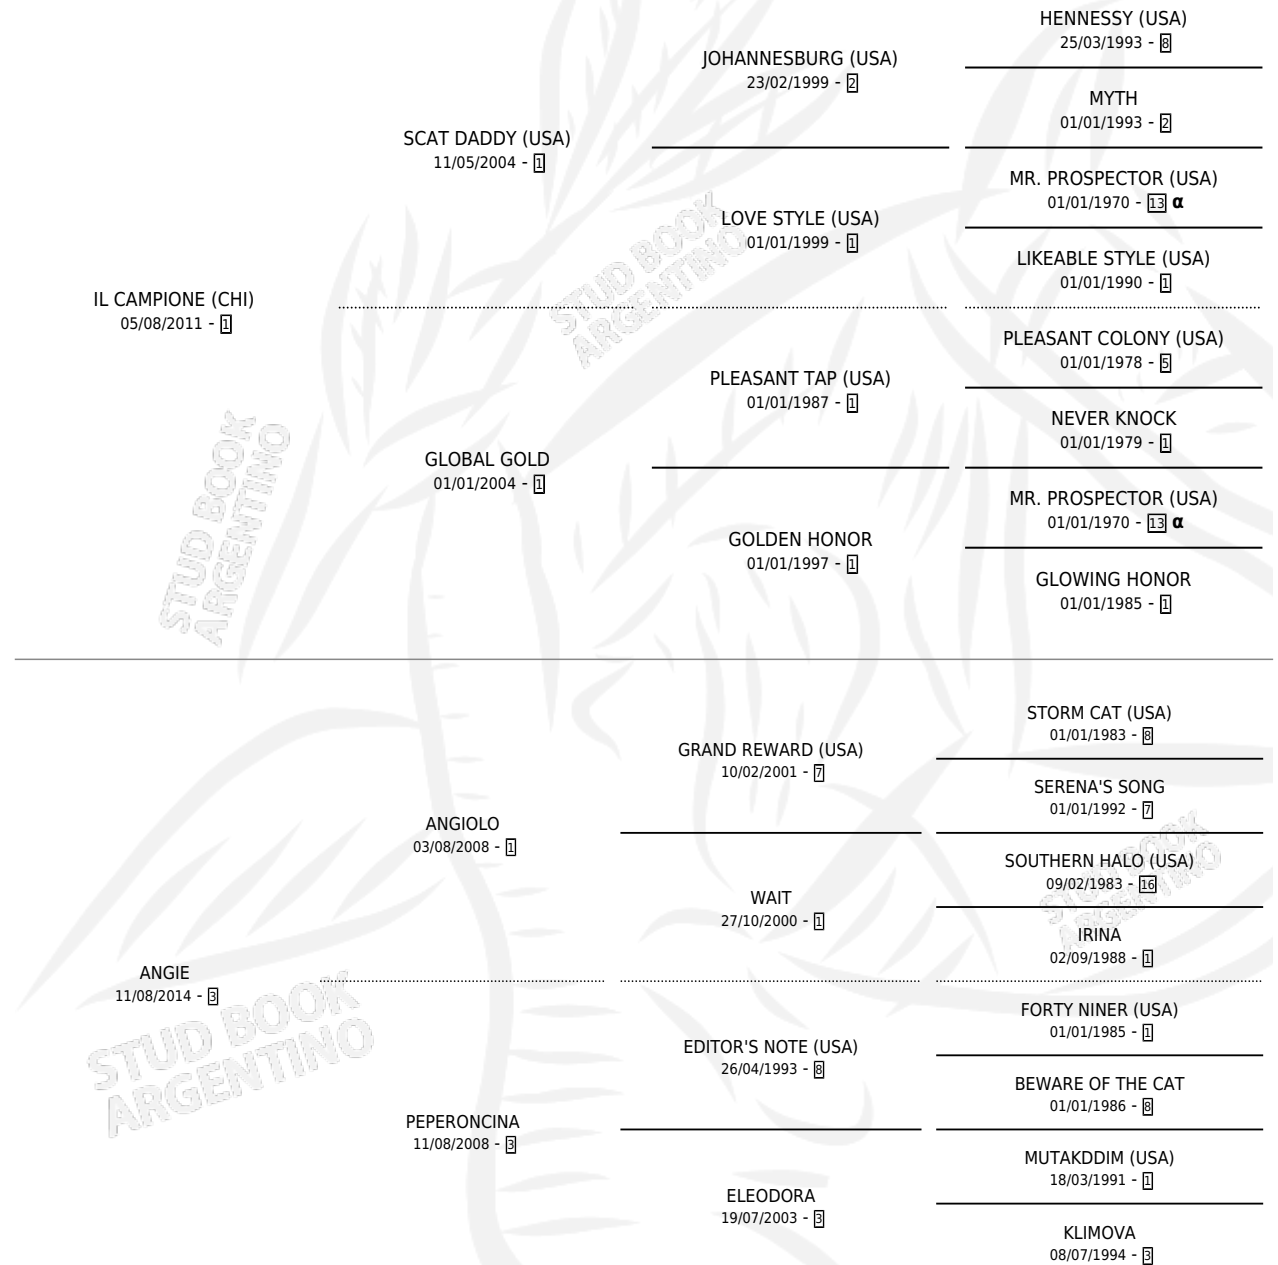 HENNESSY (USA)
25/03/1993 - 8
JOHANNESBURG (USA)
23/02/1999 - 2
MYTH
01/01/1993 - 2
SCAT DADDY (USA)
11/05/2004 - 1
MR. PROSPECTOR (USA)
01/01/1970 - 13 α
LOVE STYLE (USA)
01/01/1999 - 1
LIKEABLE STYLE (USA)
01/01/1990 - 1
IL CAMPIONE (CHI)
05/08/2011 - 1
PLEASANT COLONY (USA)
01/01/1978 - 5
PLEASANT TAP (USA)
01/01/1987 - 1
NEVER KNOCK
01/01/1979 - 1
GLOBAL GOLD
01/01/2004 - 1
MR. PROSPECTOR (USA)
01/01/1970 - 13 α
GOLDEN HONOR
01/01/1997 - 1
GLOWING HONOR
01/01/1985 - 1
STORM CAT (USA)
01/01/1983 - 8
GRAND REWARD (USA)
10/02/2001 - 7
SERENA'S SONG
01/01/1992 - 7
ANGIOLO
03/08/2008 - 1
SOUTHERN HALO (USA)
09/02/1983 - 16
WAIT
27/10/2000 - 1
IRINA
02/09/1988 - 1
ANGIE
11/08/2014 - 3
FORTY NINER (USA)
01/01/1985 - 1
EDITOR'S NOTE (USA)
26/04/1993 - 8
BEWARE OF THE CAT
01/01/1986 - 8
PEPERONCINA
11/08/2008 - 3
MUTAKDDIM (USA)
18/03/1991 - 1
ELEODORA
19/07/2003 - 3
KLIMOVA
08/07/1994 - 3
STUD BOOK
ARGENTINO
STUD BOOK
ARGENTINO
STUD BOOK
ARGENTINO
STUD BOOK
ARGENTINO